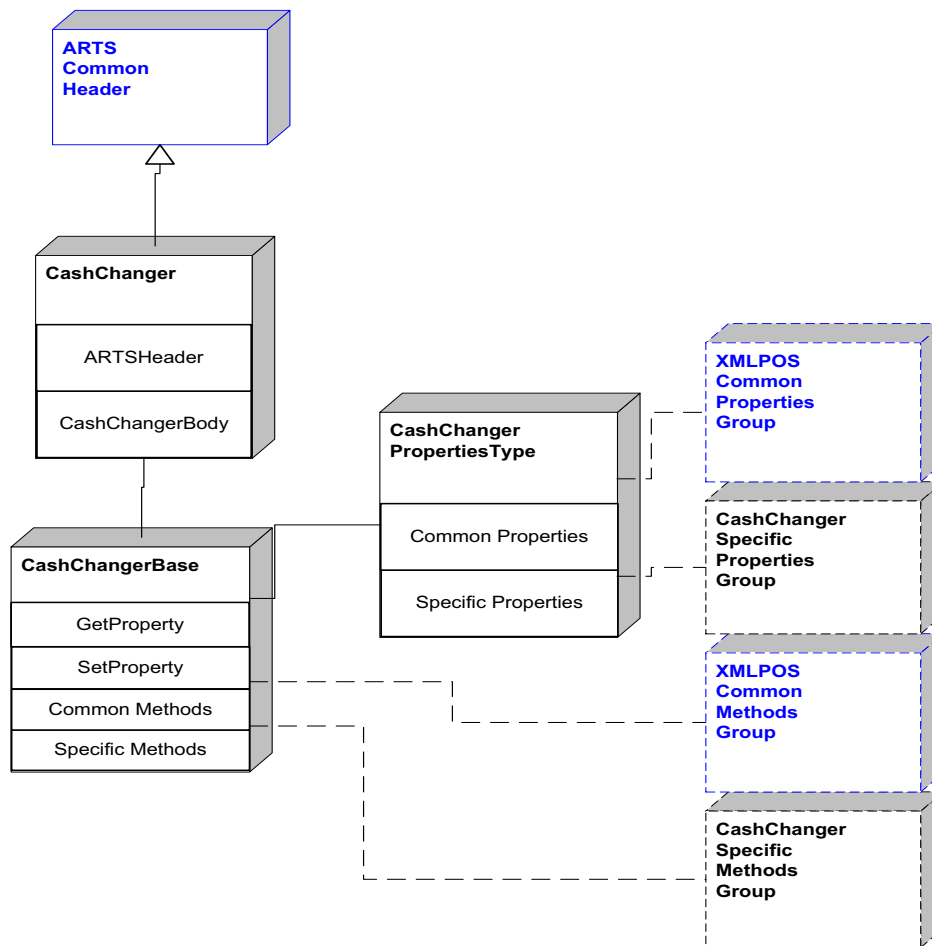 ARTS
Common
Header
CashChanger
ARTSHeader
CashChangerBody
CashChangerBase
GetProperty
SetProperty
Common Methods
Specific Methods
CashChanger
PropertiesType
Common Properties
Specific Properties
XMLPOS
Common
Properties
Group
CashChanger
Specific
Properties
Group
XMLPOS
Common
Methods
Group
CashChanger
Specific
Methods
Group